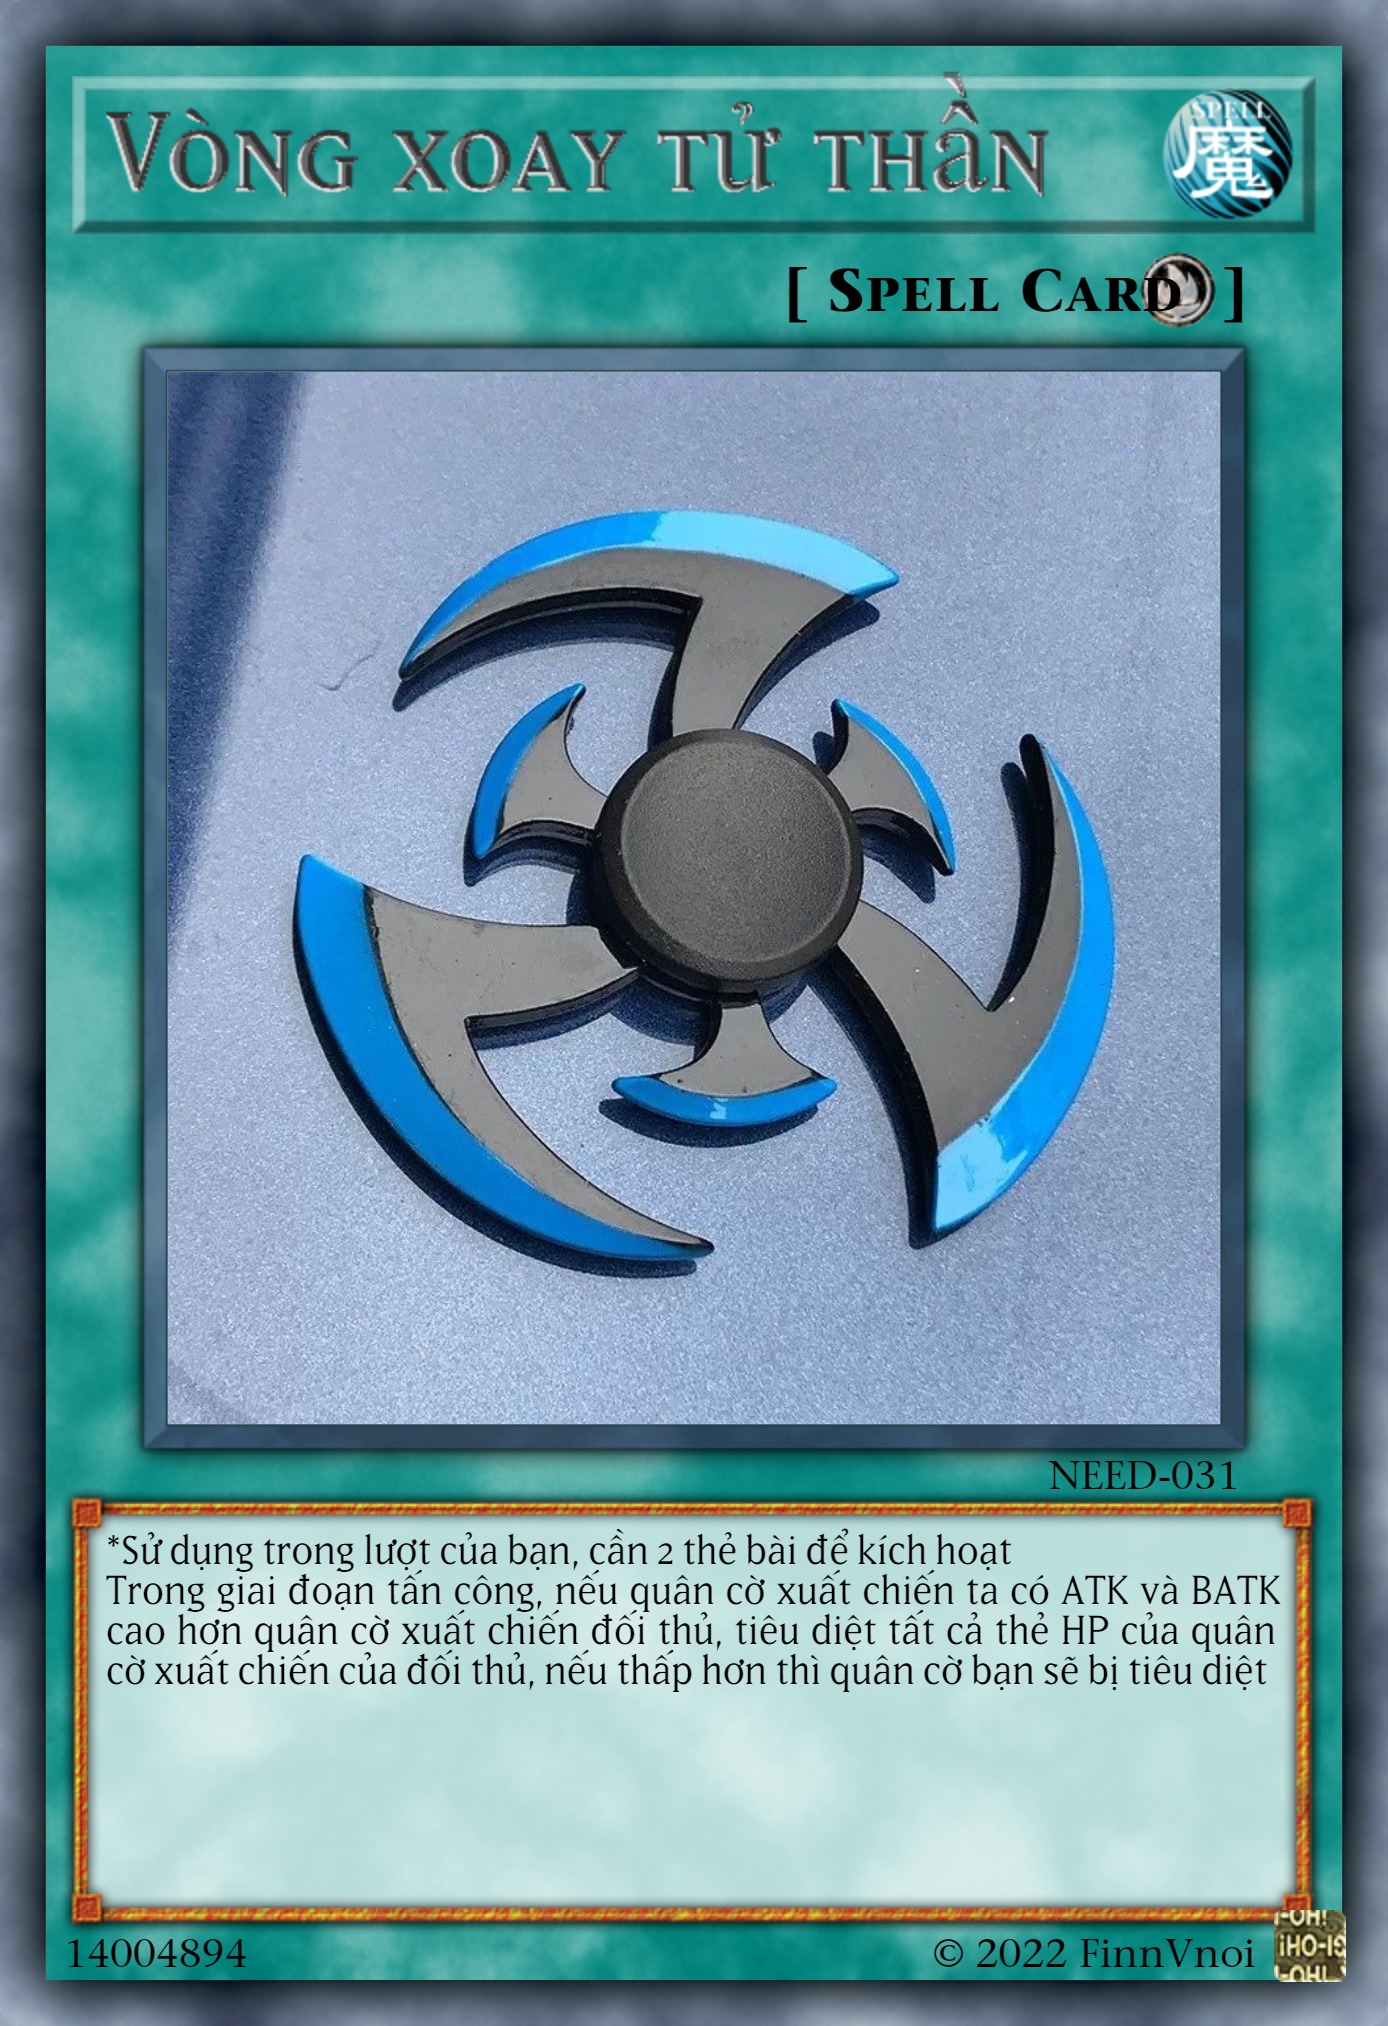 Vòng xoay tử thần
SPELL
魔
[ Spell Card ]
NEED-031
*Sử dụng trong lượt của bạn, cần 2 thẻ bài để kích hoạt
Trong giai đoạn tấn công, nếu quân cờ xuất chiến ta có ATK và BATK
cao hơn quân cờ xuất chiến đối thủ, tiêu diệt tất cả thẻ HP của quân
cờ xuất chiến của đối thủ, nếu thấp hơn thì quân cờ bạn sẽ bị tiêu diệt
14004894
© 2022 FinnVnoi